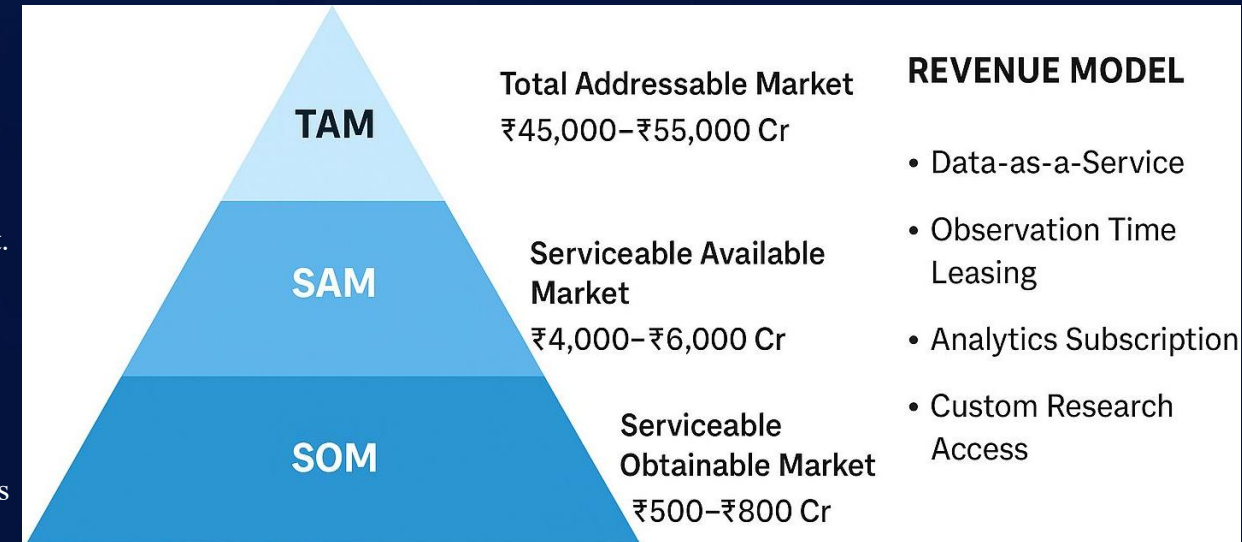 TAM
Total Addressable Market
₹45,000–₹55,000 Cr
SAM
Serviceable Available
Market
₹4,000–₹6,000 Cr
SOM
Serviceable
Obtainable Market
₹500–₹800 Cr
REVENUE MODEL
• Data-as-a-Service
• Observation Time
Leasing
• Analytics Subscription
• Custom Research
Access